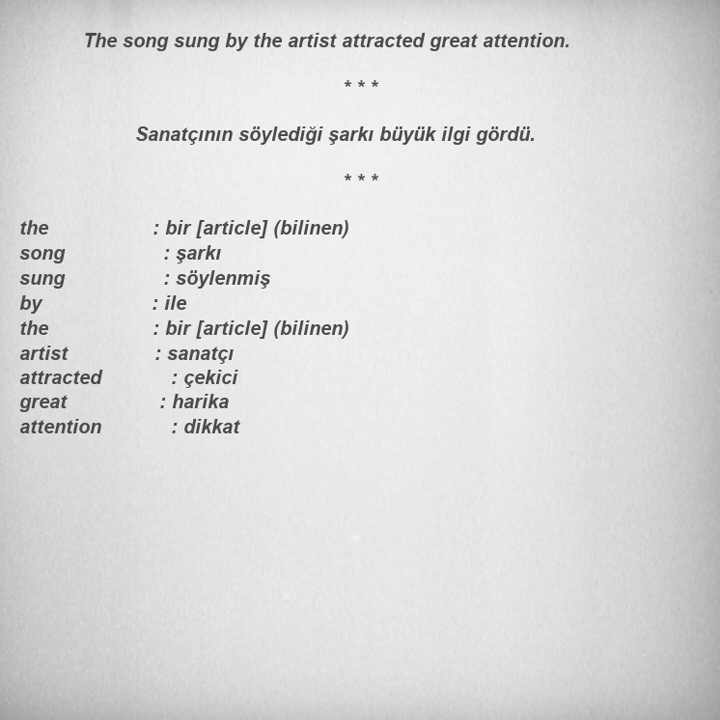 The song sung by the artist attracted great attention.
* * *
Sanatçının söylediği şarkı büyük ilgi gördü.
* * *
the : bir [article] (bilinen)
song : şarkı
sung : söylenmiş
by : ile
the : bir [article] (bilinen)
artist : sanatçı
attracted : çekici
great : harika
attention : dikkat